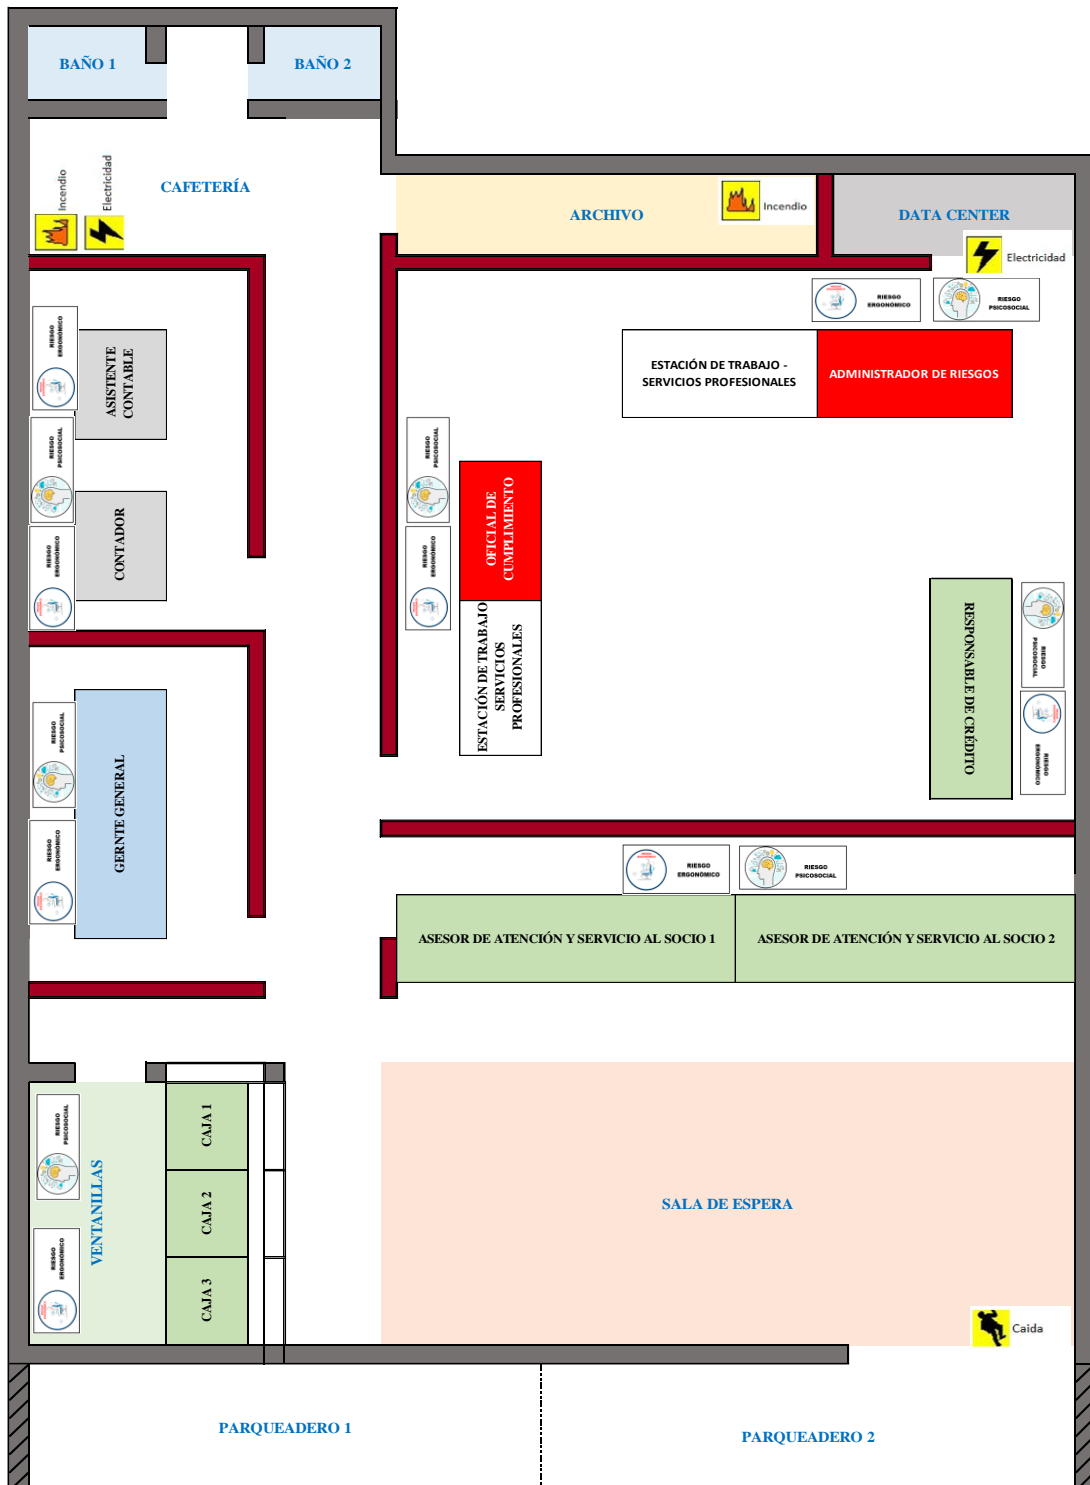 BAÑO 1
BAÑO 2
CAFETERÍA
Incendio
Electricidad
ARCHIVO
Incendio
DATA CENTER
Electricidad
RIESGO
ERGONÓMICO
RIESGO
PSICOSOCIAL
ESTACIÓN DE TRABAJO -
SERVICIOS PROFESIONALES
ADMINISTRADOR DE RIESGOS
RIESGO
ERGONÓMICO
ASISTENTE
CONTABLE
RIESGO
PSICOSOCIAL
CONTADOR
RIESGO
ERGONÓMICO
RIESGO
PSICOSOCIAL
OFICIAL DE
CUMPLIMIENTO
RIESGO
ERGONÓMICO
ESTACIÓN DE TRABAJO
SERVICIOS
PROFESIONALES
RESPONSABLE DE CRÉDITO
RIESGO
PSICOSOCIAL
RIESGO
ERGONÓMICO
RIESGO
PSICOSOCIAL
GERNTE GENERAL
RIESGO
ERGONÓMICO
RIESGO
ERGONÓMICO
RIESGO
PSICOSOCIAL
ASESOR DE ATENCIÓN Y SERVICIO AL SOCIO 1
ASESOR DE ATENCIÓN Y SERVICIO AL SOCIO 2
RIESGO
PSICOSOCIAL
VENTANILLAS
RIESGO
ERGONÓMICO
CAJA 1
CAJA 2
CAJA 3
SALA DE ESPERA
Caida
PARQUEADERO 1
PARQUEADERO 2